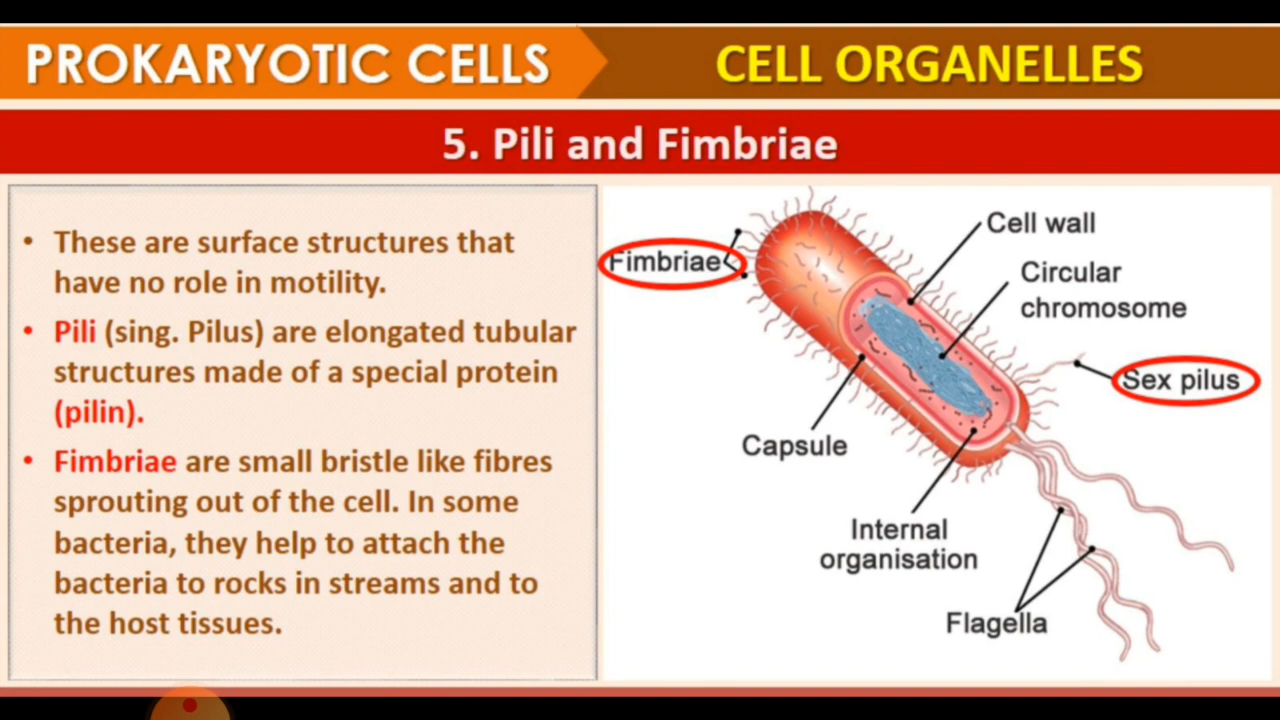 PROKARYOTIC CELLS
CELL ORGANELLES
5. Pili and Fimbriae
• These are surface structures that
have no role in motility.
• Pili (sing. Pilus) are elongated tubular
structures made of a special protein
(pilin).
• Fimbriae are small bristle like fibres
sprouting out of the cell. In some
bacteria, they help to attach the
bacteria to rocks in streams and to
the host tissues.
Fimbriae
Cell wall
Circular
chromosome
Sex pilus
Capsule
Internal
organisation
Flagella